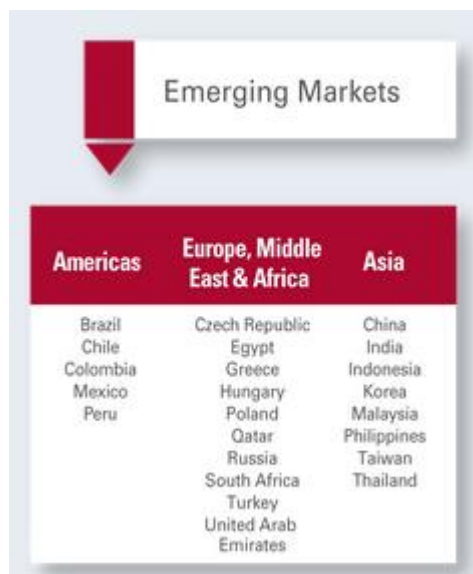 Emerging Markets
Americas
Brazil
Chile
Colombia
Mexico
Peru
Europe, Middle
East & Africa
Czech Republic
Egypt
Greece
Hungary
Poland
Qatar
Russia
South Africa
Turkey
United Arab
Emirates
Asia
China
India
Indonesia
Korea
Malaysia
Philippines
Taiwan
Thailand